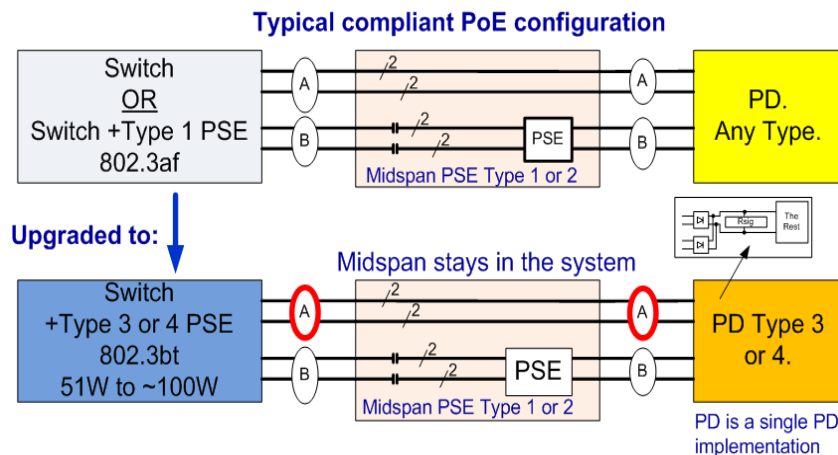 Typical compliant PoE configuration
Switch
OR
Switch +Type 1 PSE
802.3af
A
B
2
2
2
2
PSE
Midspan PSE Type 1 or 2
A
B
PD.
Any Type.
Upgraded to:
Rsig
The
Rest
Midspan stays in the system
Switch
+Type 3 or 4 PSE
802.3bt
51W to ~100W
A
B
2
2
2
2
PSE
Midspan PSE Type 1 or 2
A
B
PD Type 3
or 4.
PD is a single PD
implementation